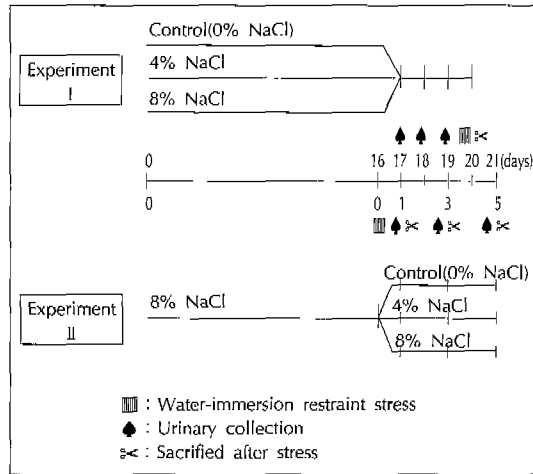 Control(0% NaCl)
Experiment
I
4% NaCl
8% NaCl
0 16 17 18 19 20 21(days)
0 0 1 3 5
Control(0% NaCl)
Experiment
II
8% NaCl
4% NaCl
8% NaCl
: Water-immersion restraint stress
: Urinary collection
: Sacrified after stress